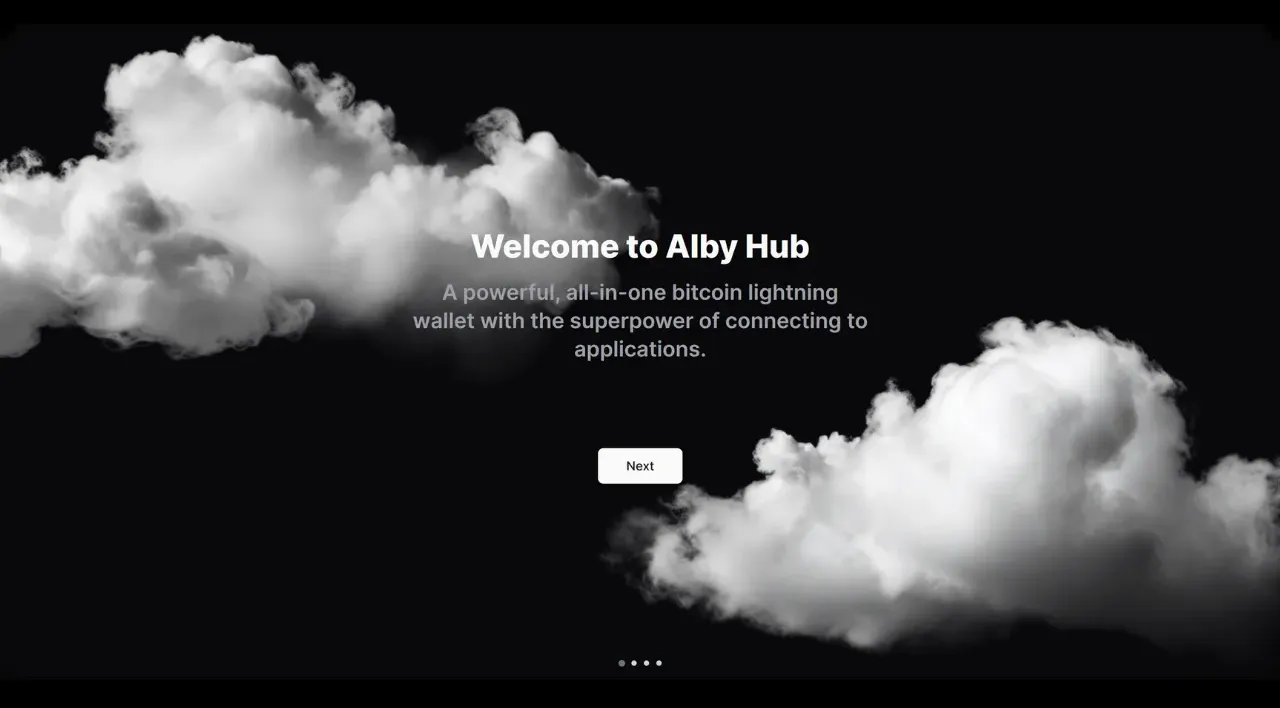 Welcome to Alby Hub
A powerful, all-in-one bitcoin lightning
wallet with the superpower of connecting to
applications.
Next